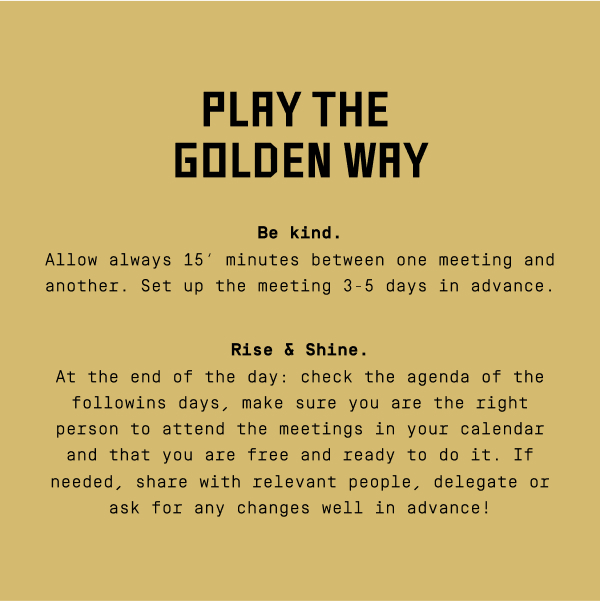 PLAY THE
GOLDEN WAY
Be kind.
Allow always 15′ minutes between one meeting and
another. Set up the meeting 3-5 days in advance.
Rise & Shine.
At the end of the day: check the agenda of the
followins days, make sure you are the right
person to attend the meetings in your calendar
and that you are free and ready to do it. If
needed, share with relevant people, delegate or
ask for any changes well in advance!